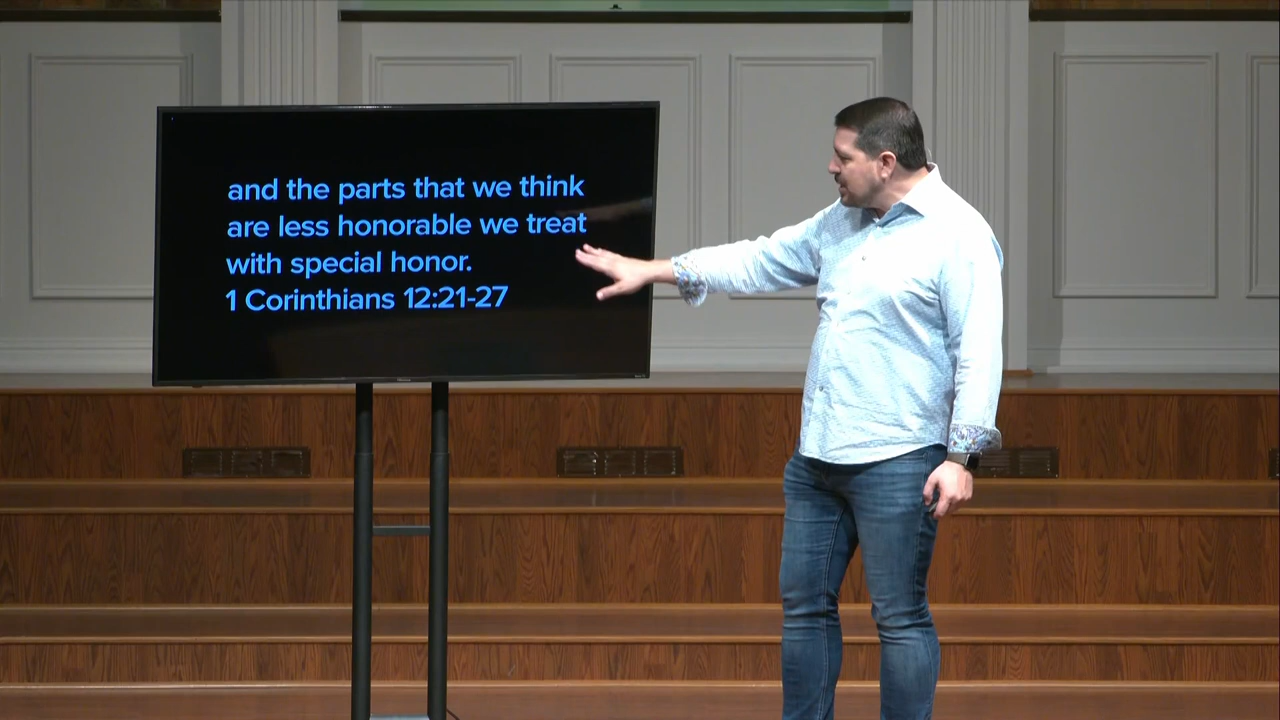 and the parts that we think
are less honorable we treat
with special honor.
1 Corinthians 12:21-27